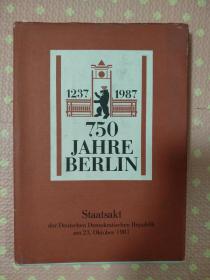 1237 1987
750
JAHRE
BERLIN
Staatsakt
der Deutschen Demokratischen Republik
am 23. Oktober 1987